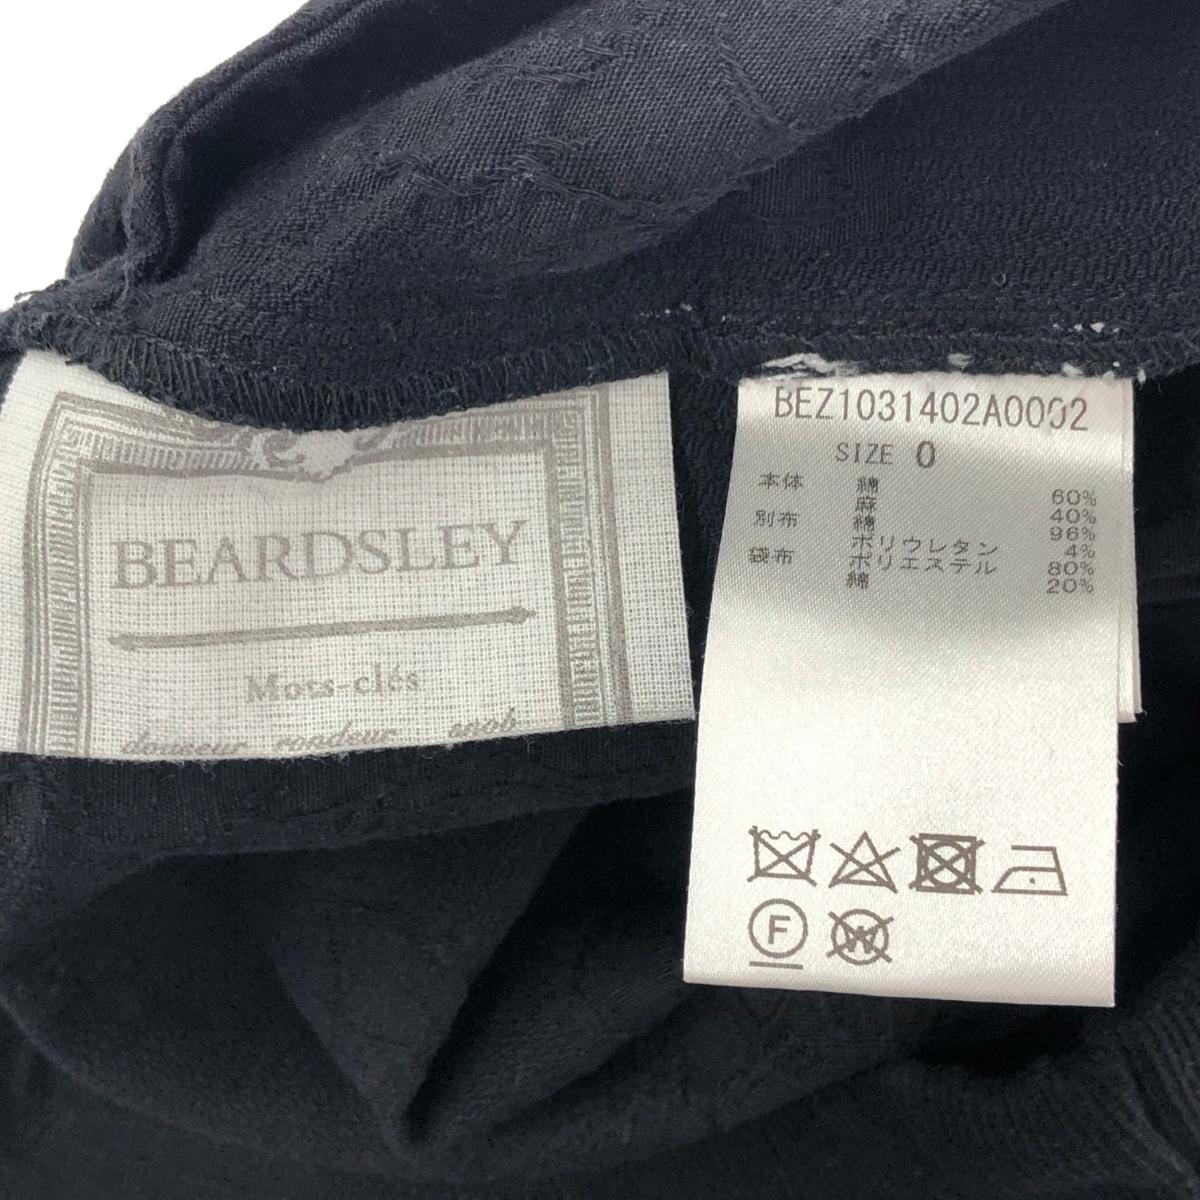 BEARDSLEY
Mots-clés
douceur rondeur snob
BEZ1031402A0002
SIZE 0
本体 綿 60%
麻 40%
別布 綿 96%
ポリウレタン 4%
袋布 ポリエステル 80%
綿 20%
F
W